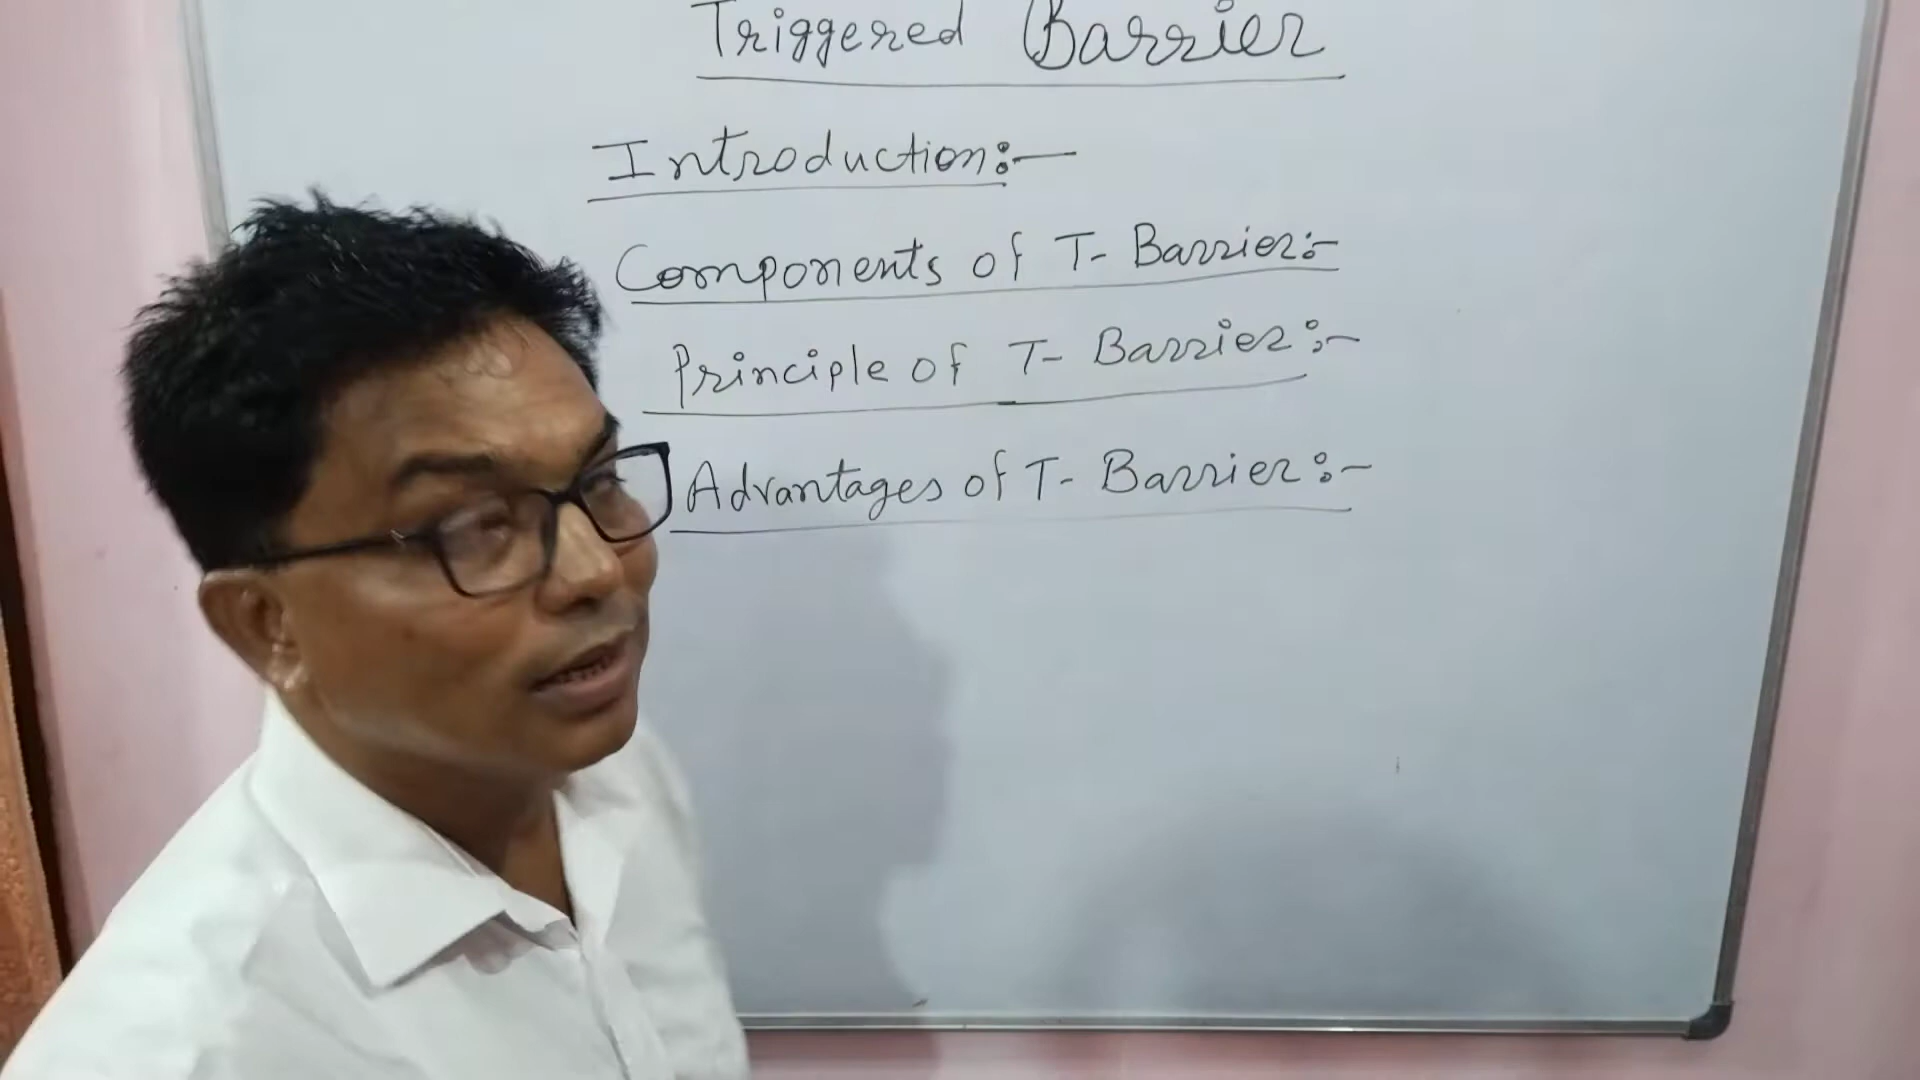 Triggered Barrier
Introduction:-
Components of T- Barrier:-
Principle of T- Barrier:-
Advantages of T- Barrier:-